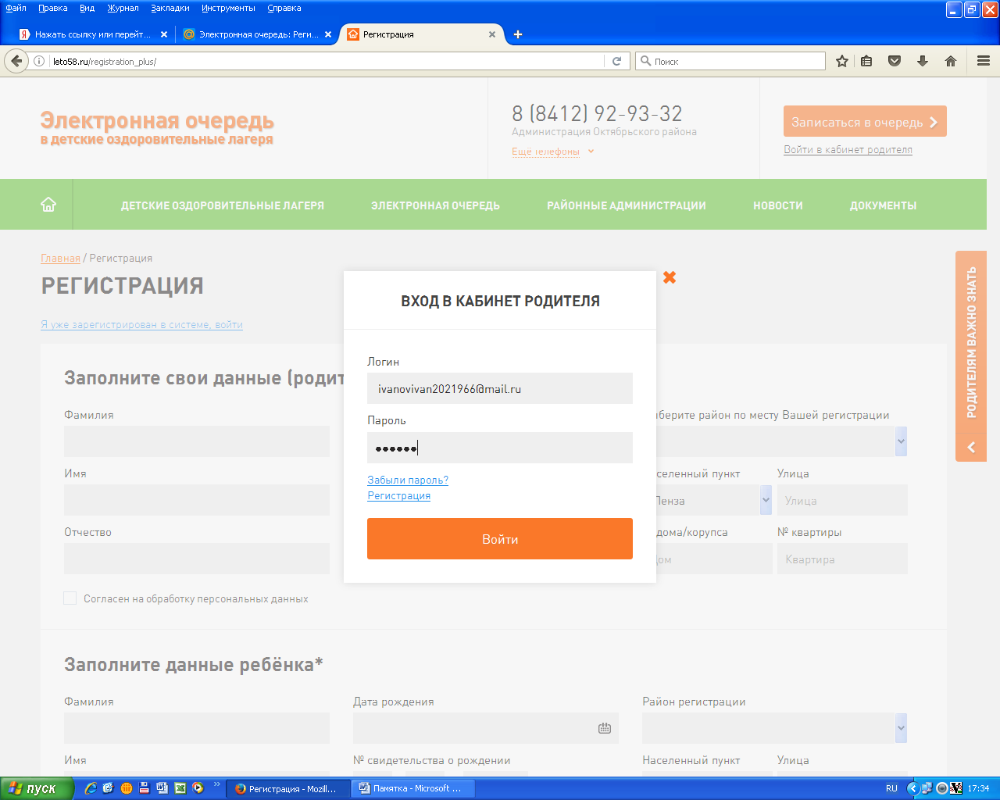 Файл Правка Вид Журнал Закладки Инструменты Справка
Нажать ссылку или перейт... Электронная очередь: Реги... Регистрация
leto58.ru/registration_plus/ Поиск
Электронная очередь
в детские оздоровительные лагеря
8 (8412) 92-93-32
Администрация Октябрьского района
Ещё телефоны
Записаться в очередь
Войти в кабинет родителя
ДЕТСКИЕ ОЗДОРОВИТЕЛЬНЫЕ ЛАГЕРЯ ЭЛЕКТРОННАЯ ОЧЕРЕДЬ РАЙОННЫЕ АДМИНИСТРАЦИИ НОВОСТИ ДОКУМЕНТЫ
Главная / Регистрация
РЕГИСТРАЦИЯ
Я уже зарегистрирован в системе, войти
РОДИТЕЛЯМ ВАЖНО ЗНАТЬ
ВХОД В КАБИНЕТ РОДИТЕЛЯ
Логин
ivanovivan2021966@mail.ru
Пароль
••••••
Забыли пароль?
Регистрация
Войти
Заполните свои данные (родит
Фамилия
Имя
Отчество
Согласен на обработку персональных данных
берите район по месту Вашей регистрации
селенный пункт Улица
Пенза Улица
дома/корупса № квартиры
Дом Квартира
Заполните данные ребёнка*
Фамилия Дата рождения Район регистрации
Имя № свидетельства о рождении Населенный пункт Улица
пуск Регистрация - Mozill... Памятка - Microsoft ... RU 17:34